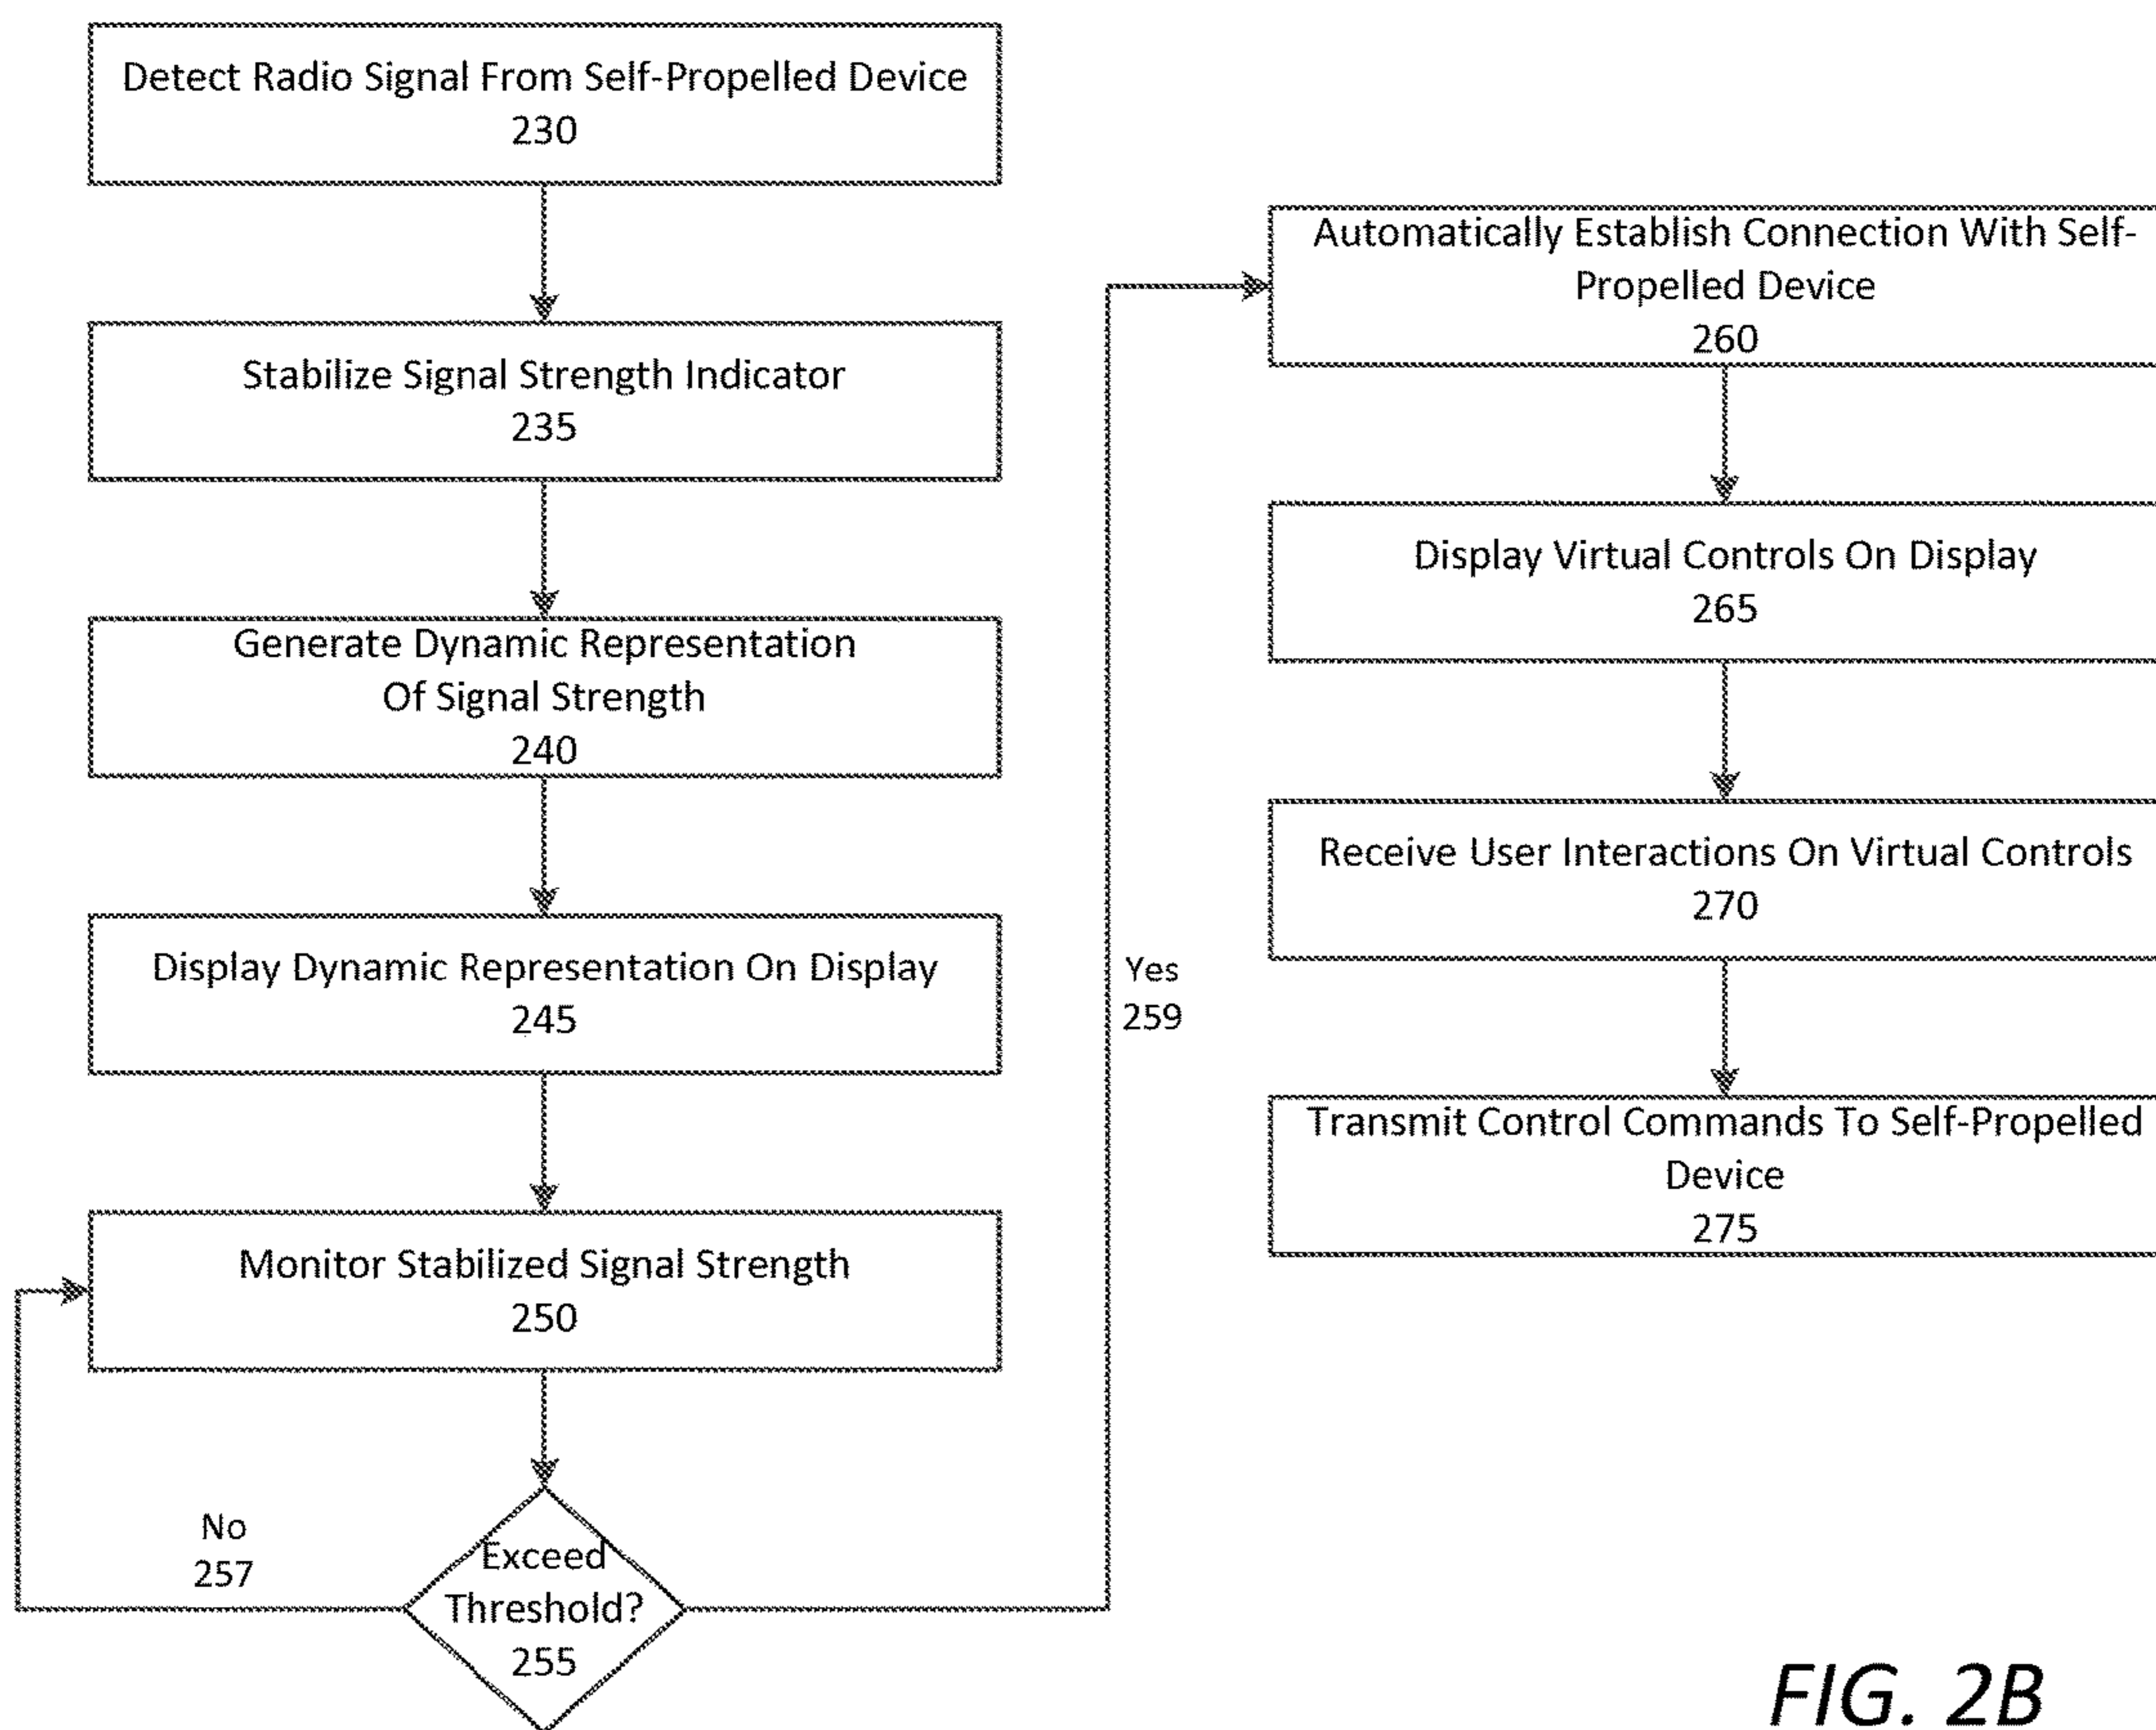 Detect Radio Signal From Self-Propelled Device
230
Stabilize Signal Strength Indicator
235
Generate Dynamic Representation
Of Signal Strength
240
Display Dynamic Representation On Display
245
Monitor Stabilized Signal Strength
250
Exceed
Threshold?
255
No
257
Yes
259
Automatically Establish Connection With Self-
Propelled Device
260
Display Virtual Controls On Display
265
Receive User Interactions On Virtual Controls
270
Transmit Control Commands To Self-Propelled
Device
275
FIG. 2B